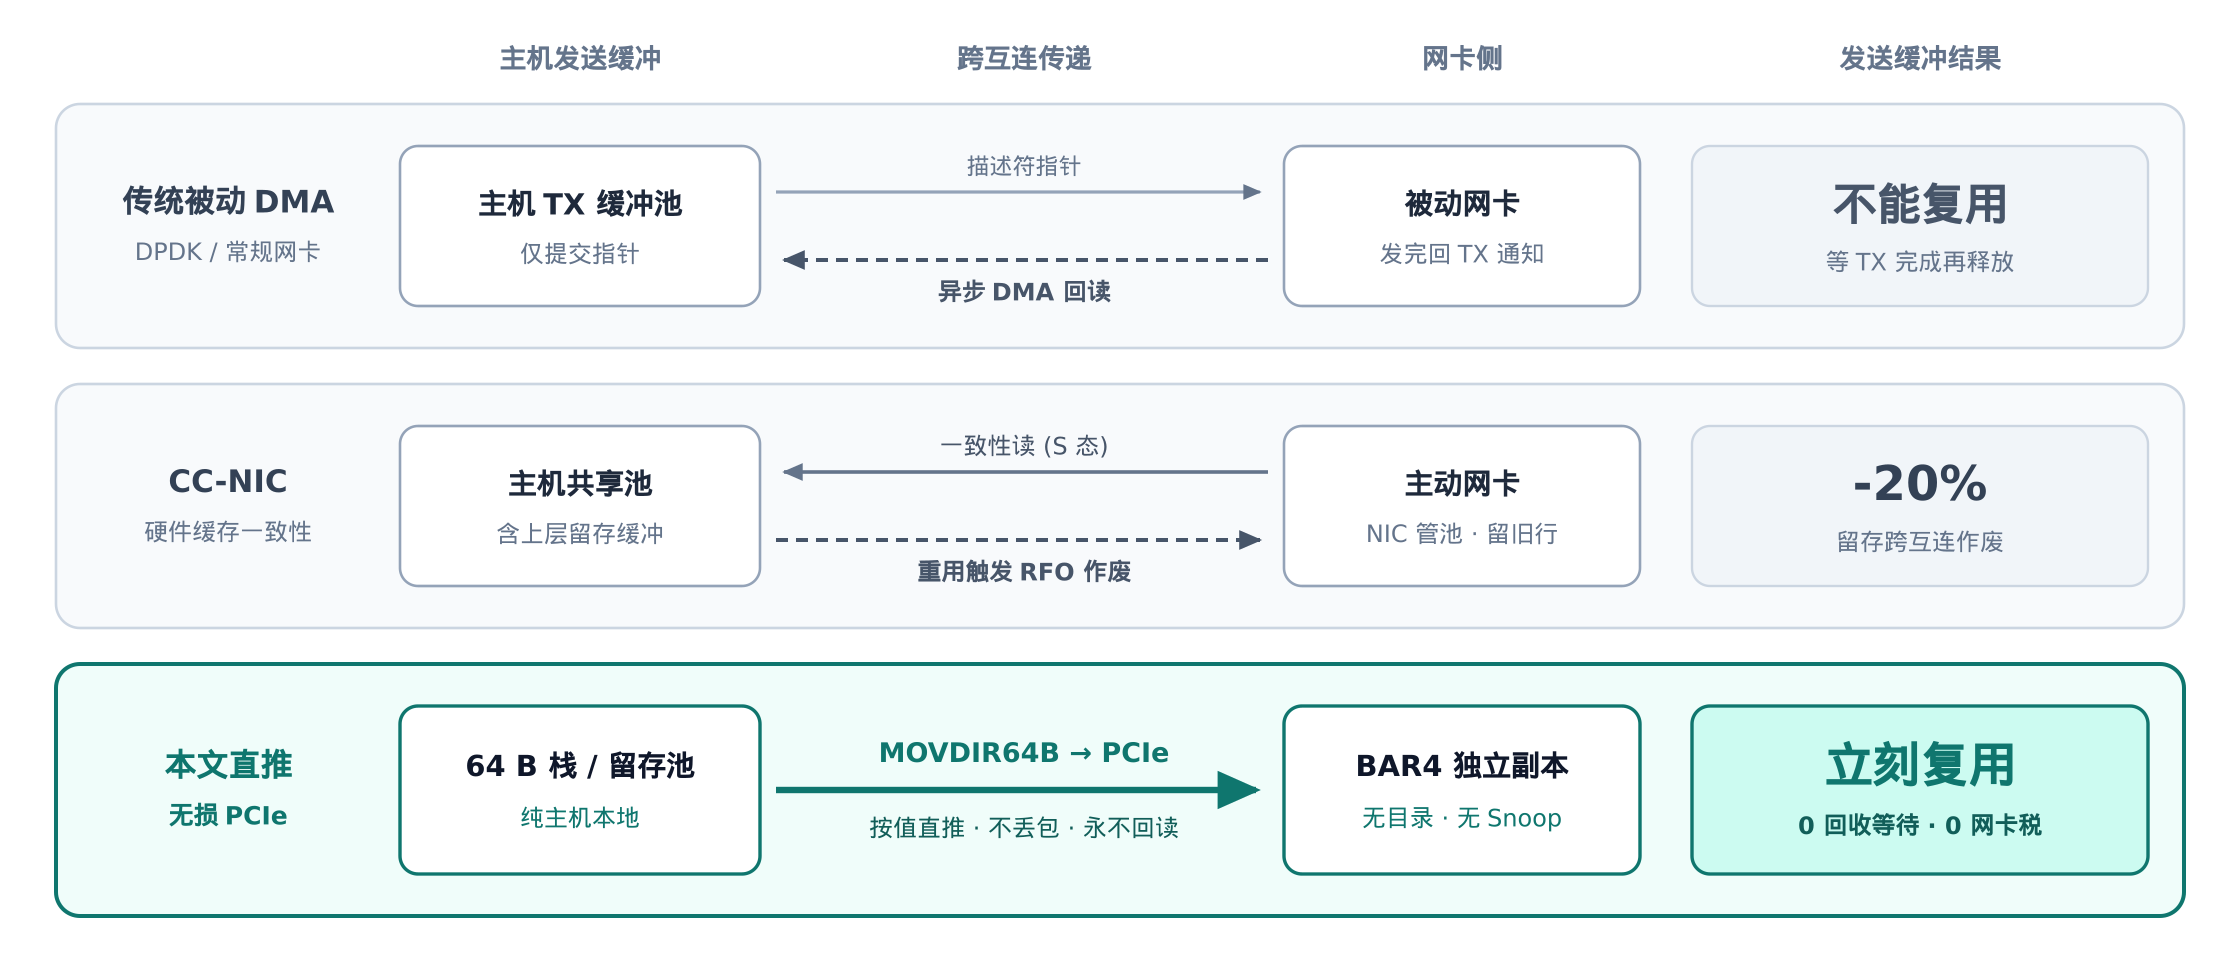 主机发送缓冲
跨互连传递
网卡侧
发送缓冲结果
传统被动 DMA
DPDK / 常规网卡
主机 TX 缓冲池
仅提交指针
描述符指针
异步 DMA 回读
被动网卡
发完回 TX 通知
不能复用
等 TX 完成再释放
CC-NIC
硬件缓存一致性
主机共享池
含上层留存缓冲
一致性读 (S 态)
重用触发 RFO 作废
主动网卡
NIC 管池 · 留旧行
-20%
留存跨互连作废
本文直推
无损 PCIe
64 B 栈 / 留存池
纯主机本地
MOVDIR64B → PCIe
按值直推 · 不丢包 · 永不回读
BAR4 独立副本
无目录 · 无 Snoop
立刻复用
0 回收等待 · 0 网卡税